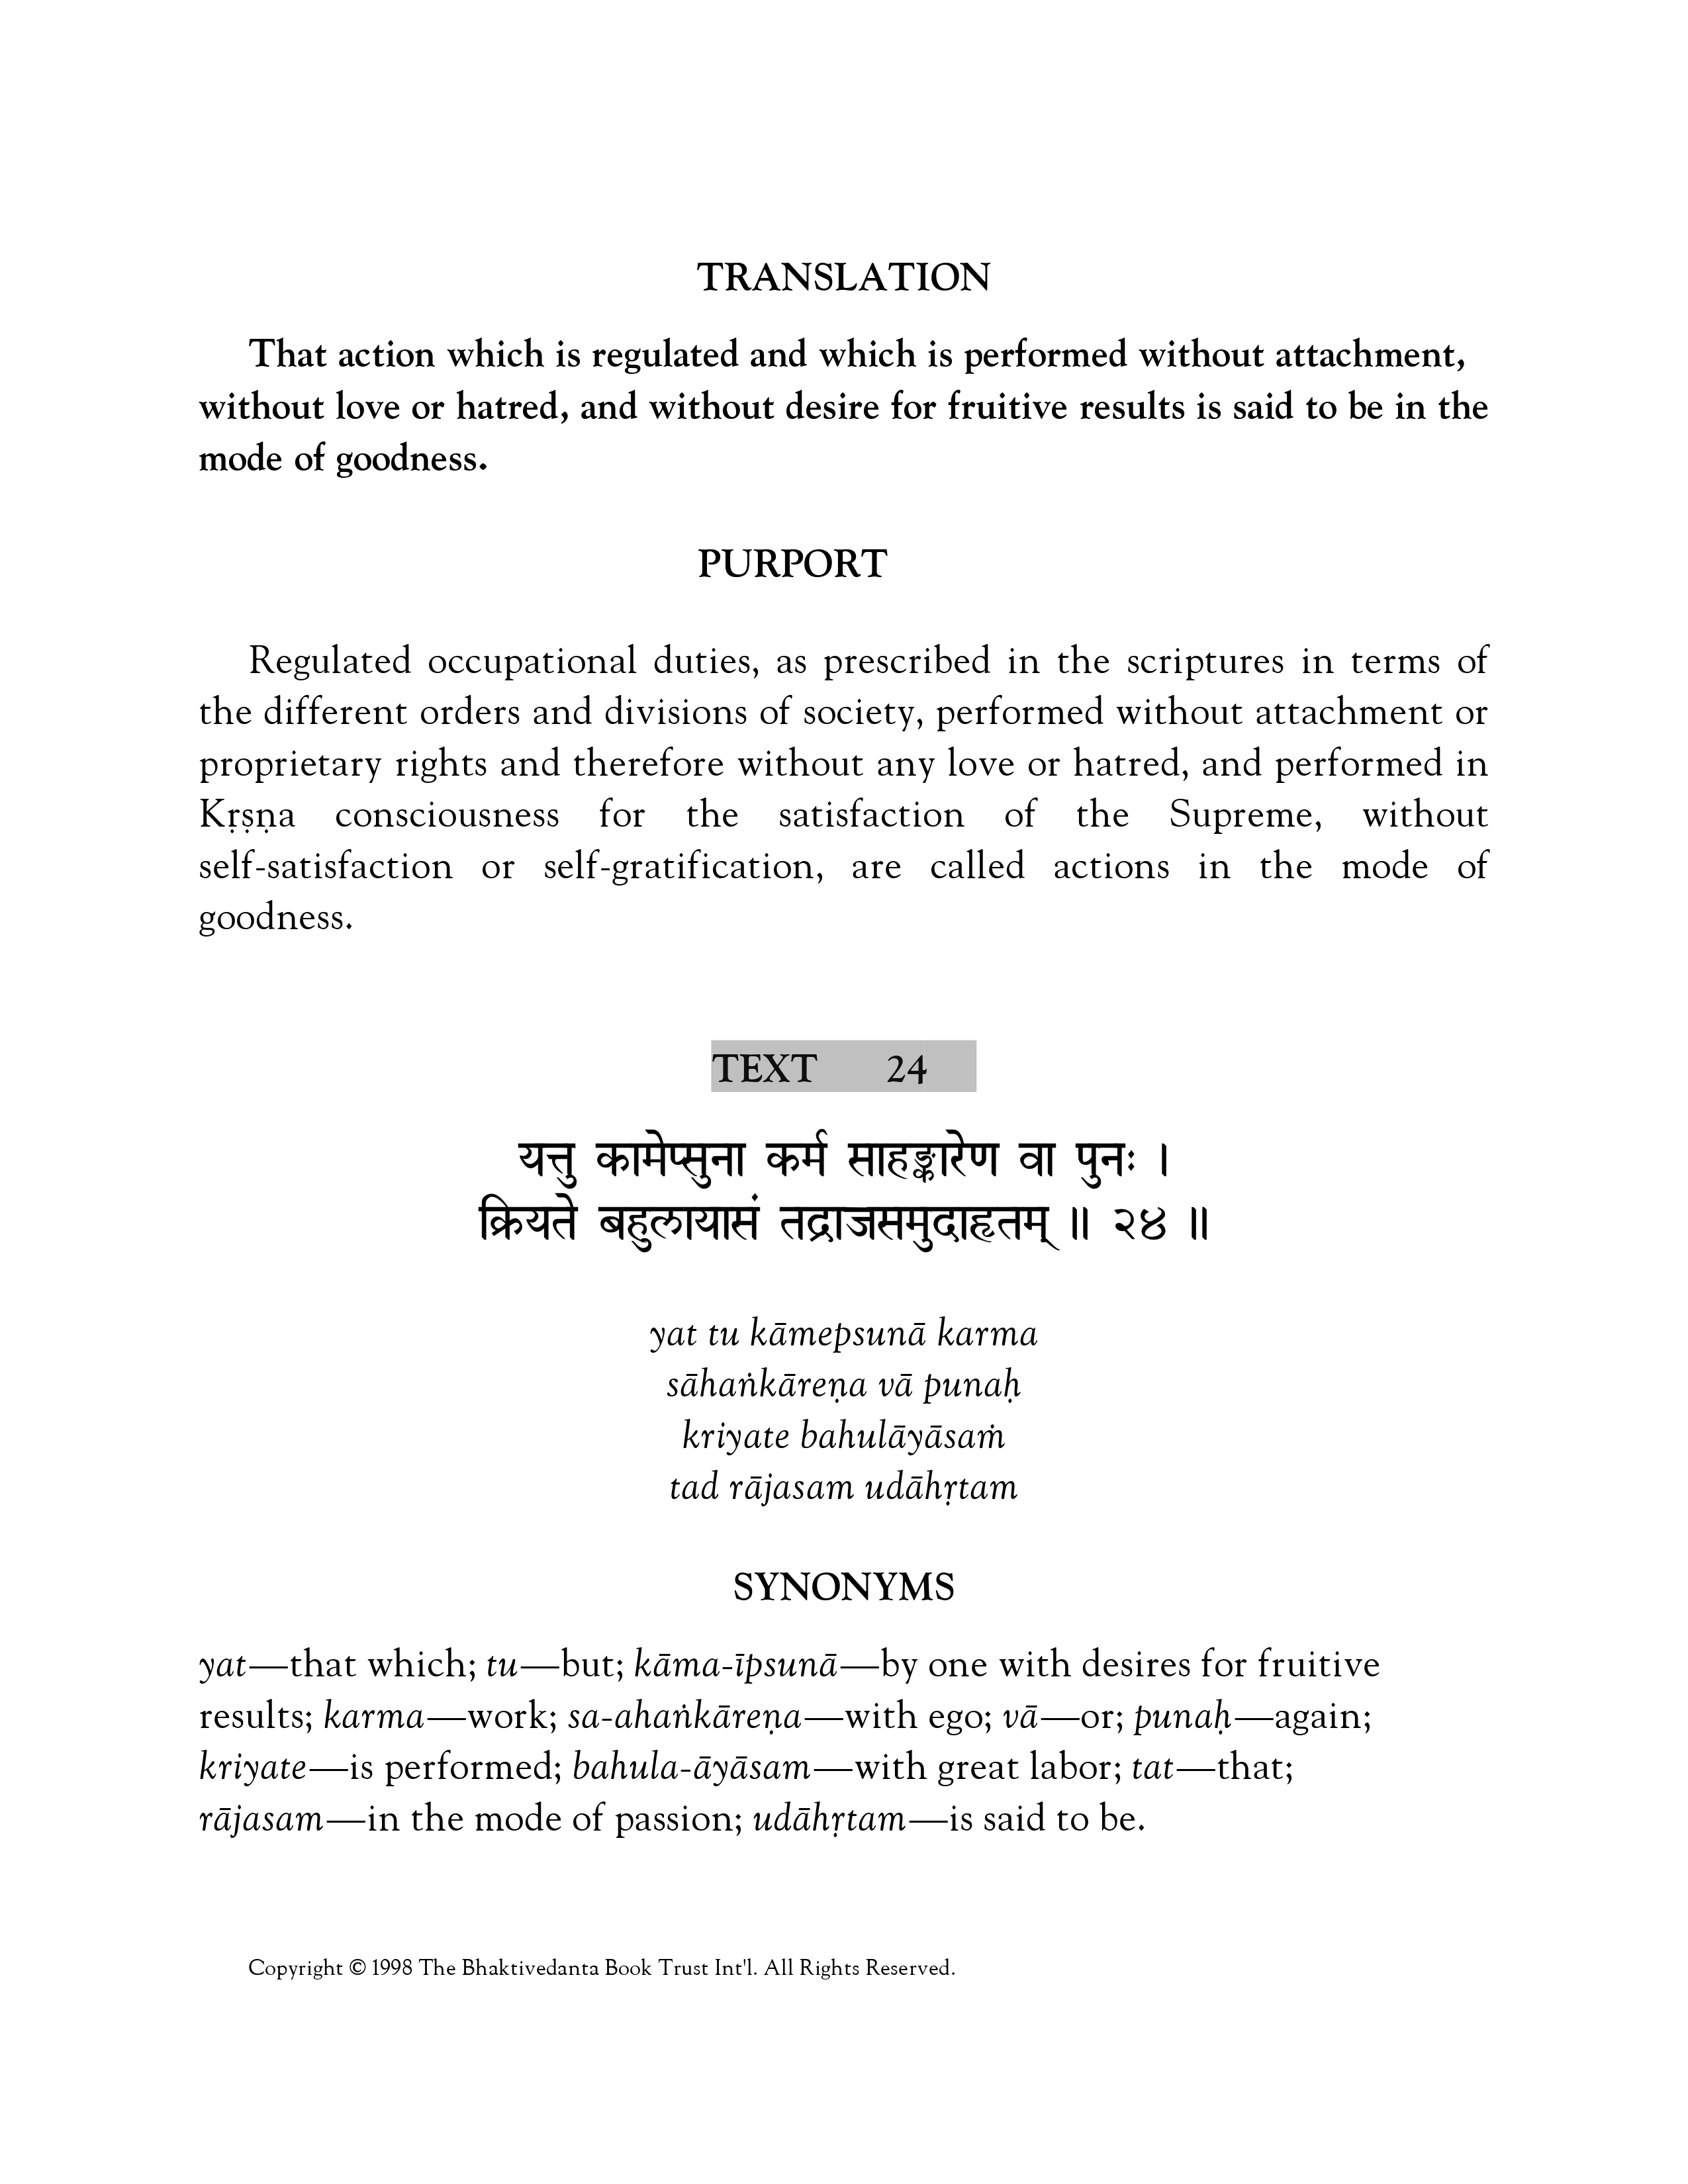 TRANSLATION
That action which is regulated and which is performed without attachment,
without love or hatred, and without desire for fruitive results is said to be in the
mode of goodness.
PURPORT
Regulated occupational duties, as prescribed in the scriptures in terms of
the different orders and divisions of society, performed without attachment or
proprietary rights and therefore without any love or hatred, and performed in
Kṛṣṇa consciousness for the satisfaction of the Supreme, without
self-satisfaction or self-gratification, are called actions in the mode of
goodness.
TEXT 24
यत्तु कामेप्सुना कर्म साहङ्कारेण वा पुनः ।
क्रियते बहुलायासं तद्राजसमुदाहृतम् ॥ २४ ॥
yat tu kāmepsunā karma
sāhaṅkāreṇa vā punaḥ
kriyate bahulāyāsaṁ
tad rājasam udāhṛtam
SYNONYMS
yat—that which; tu—but; kāma-īpsunā—by one with desires for fruitive
results; karma—work; sa-ahaṅkāreṇa—with ego; vā—or; punaḥ—again;
kriyate—is performed; bahula-āyāsam—with great labor; tat—that;
rājasam—in the mode of passion; udāhṛtam—is said to be.
Copyright © 1998 The Bhaktivedanta Book Trust Int'l. All Rights Reserved.